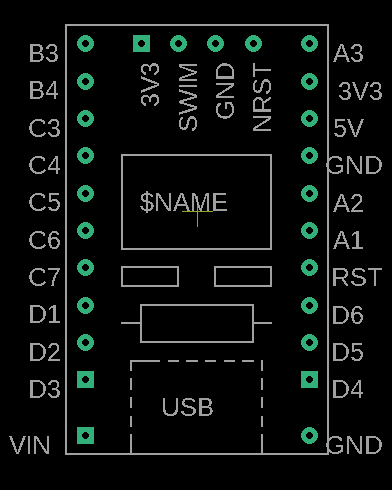 B3
B4
C3
C4
C5
C6
C7
D1
D2
D3
VIN
3V3
SWIM
GND
NRST
$NAME
USB
A3
3V3
5V
GND
A2
A1
RST
D6
D5
D4
GND